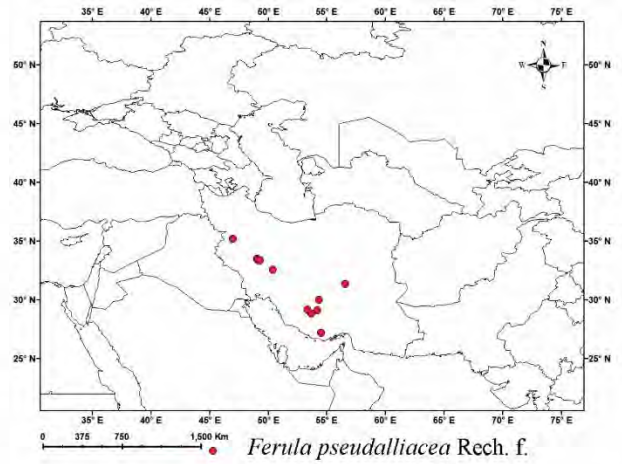 35° E 40° E 45° E 50° E 55° E 60° E 65° E 70° E 75° E
50° N 50° N
N
W E
S
45° N 45° N
40° N 40° N
35° N 35° N
30° N 30° N
25° N 25° N
35° E 40° E 45° E 50° E 55° E 60° E 65° E 70° E 75° E
0 375 750 1,500 Km
Ferula pseudalliacea Rech. f.